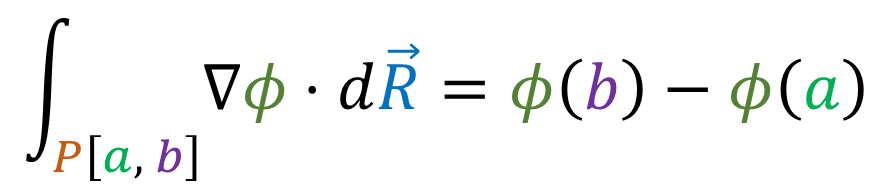 ∫_{P[a, b]} ∇ϕ · dR⃗ = ϕ(b) − ϕ(a)